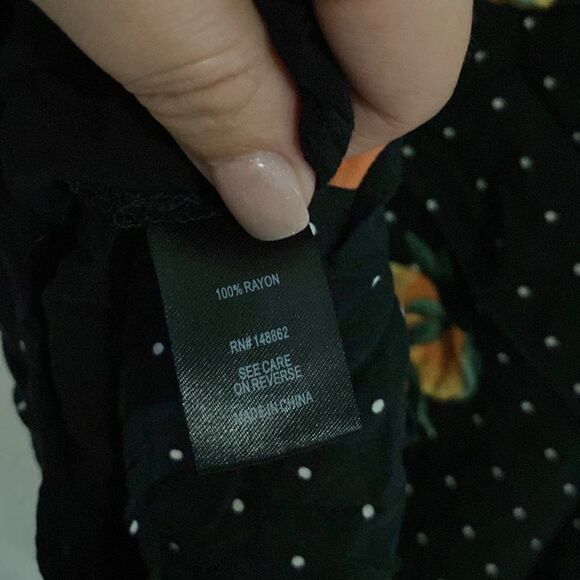 100% RAYON
RN# 148862
SEE CARE
ON REVERSE
MADE IN CHINA